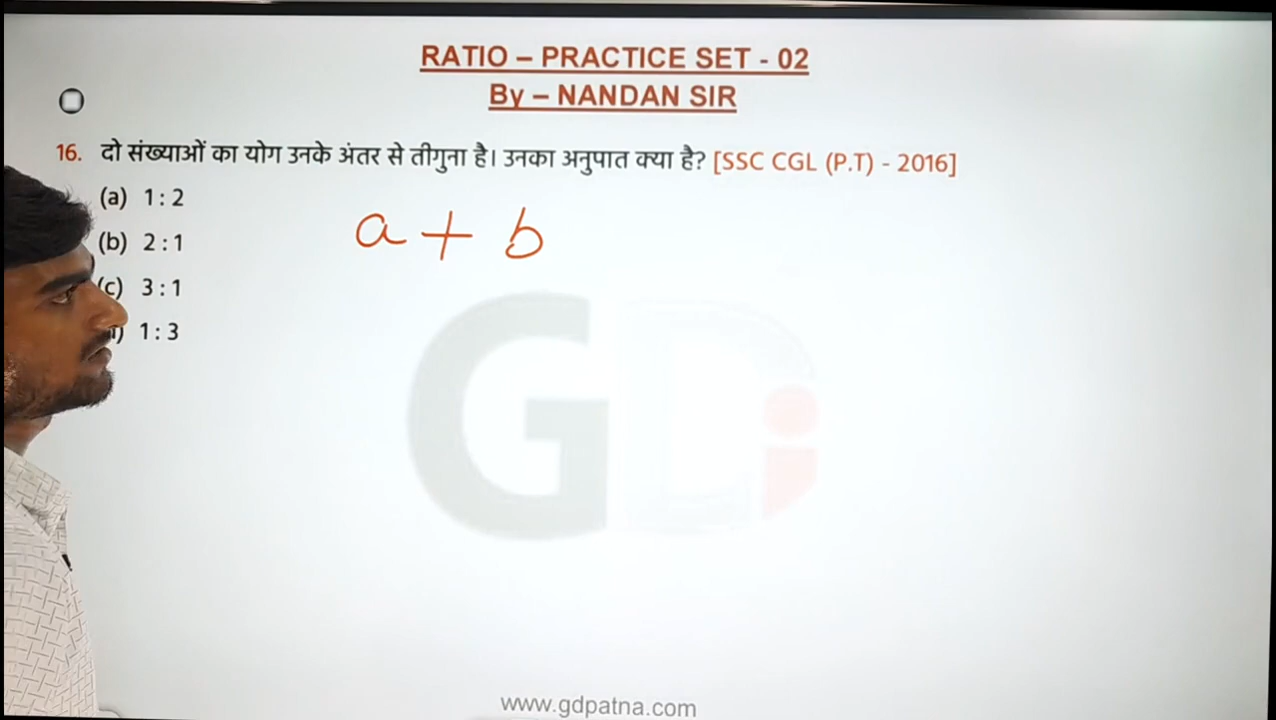 RATIO – PRACTICE SET - 02
By – NANDAN SIR
16. दो संख्याओं का योग उनके अंतर से तीगुना है। उनका अनुपात क्या है? [SSC CGL (P.T) - 2016]
(a) 1 : 2
(b) 2 : 1
(c) 3 : 1
1 : 3
a + b
GDi
www.gdpatna.com